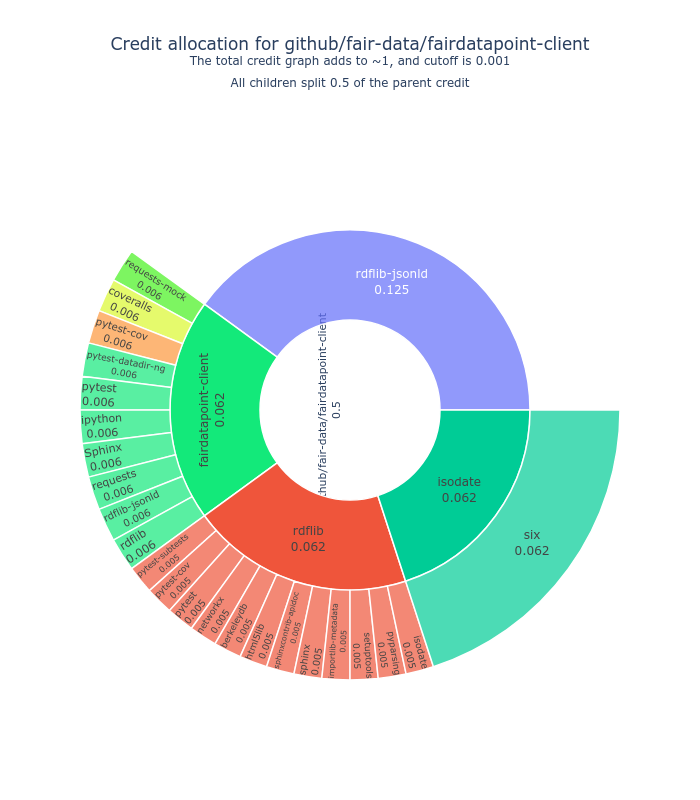 Credit allocation for github/fair-data/fairdatapoint-client
The total credit graph adds to ~1, and cutoff is 0.001
All children split 0.5 of the parent credit
rdflib-jsonld
0.125
hub/fair-data/fairdatapoint-client
0.5
fairdatapoint-client
0.062
rdflib
0.062
isodate
0.062
six
0.062
requests-mock
0.006
coveralls
0.006
pytest-cov
0.006
pytest-datadir-ng
0.006
pytest
0.006
ipython
0.006
Sphinx
0.006
requests
0.006
rdflib-jsonld
0.006
rdflib
0.006
pytest-subtests
0.005
pytest-cov
0.005
pytest
0.005
networkx
0.005
berkeleydb
0.005
html5lib
0.005
sphinxcontrib-apidoc
0.005
sphinx
0.005
importlib-metadata
0.005
setuptools
0.005
pyparsing
0.005
isodate
0.005